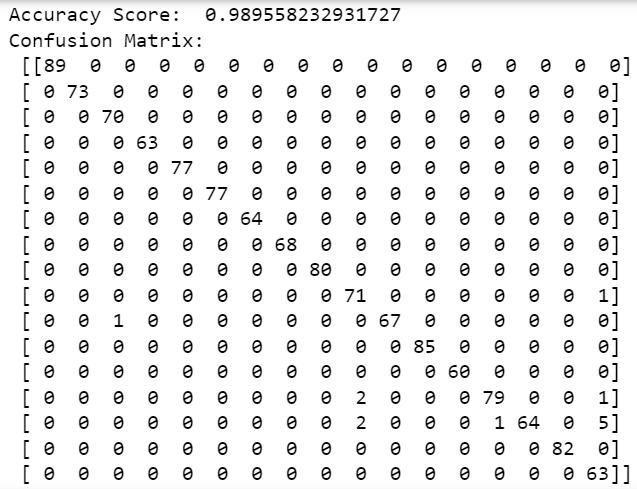 Accuracy Score:  0.989558232931727
Confusion Matrix:
 [[89  0  0  0  0  0  0  0  0  0  0  0  0  0  0  0  0]
 [ 0 73  0  0  0  0  0  0  0  0  0  0  0  0  0  0  0]
 [ 0  0 70  0  0  0  0  0  0  0  0  0  0  0  0  0  0]
 [ 0  0  0 63  0  0  0  0  0  0  0  0  0  0  0  0  0]
 [ 0  0  0  0 77  0  0  0  0  0  0  0  0  0  0  0  0]
 [ 0  0  0  0  0 77  0  0  0  0  0  0  0  0  0  0  0]
 [ 0  0  0  0  0  0 64  0  0  0  0  0  0  0  0  0  0]
 [ 0  0  0  0  0  0  0 68  0  0  0  0  0  0  0  0  0]
 [ 0  0  0  0  0  0  0  0 80  0  0  0  0  0  0  0  0]
 [ 0  0  0  0  0  0  0  0  0 71  0  0  0  0  0  0  1]
 [ 0  0  1  0  0  0  0  0  0  0 67  0  0  0  0  0  0]
 [ 0  0  0  0  0  0  0  0  0  0  0 85  0  0  0  0  0]
 [ 0  0  0  0  0  0  0  0  0  0  0  0 60  0  0  0  0]
 [ 0  0  0  0  0  0  0  0  0  2  0  0  0 79  0  0  1]
 [ 0  0  0  0  0  0  0  0  0  2  0  0  0  1 64  0  5]
 [ 0  0  0  0  0  0  0  0  0  0  0  0  0  0  0 82  0]
 [ 0  0  0  0  0  0  0  0  0  0  0  0  0  0  0  0 63]]